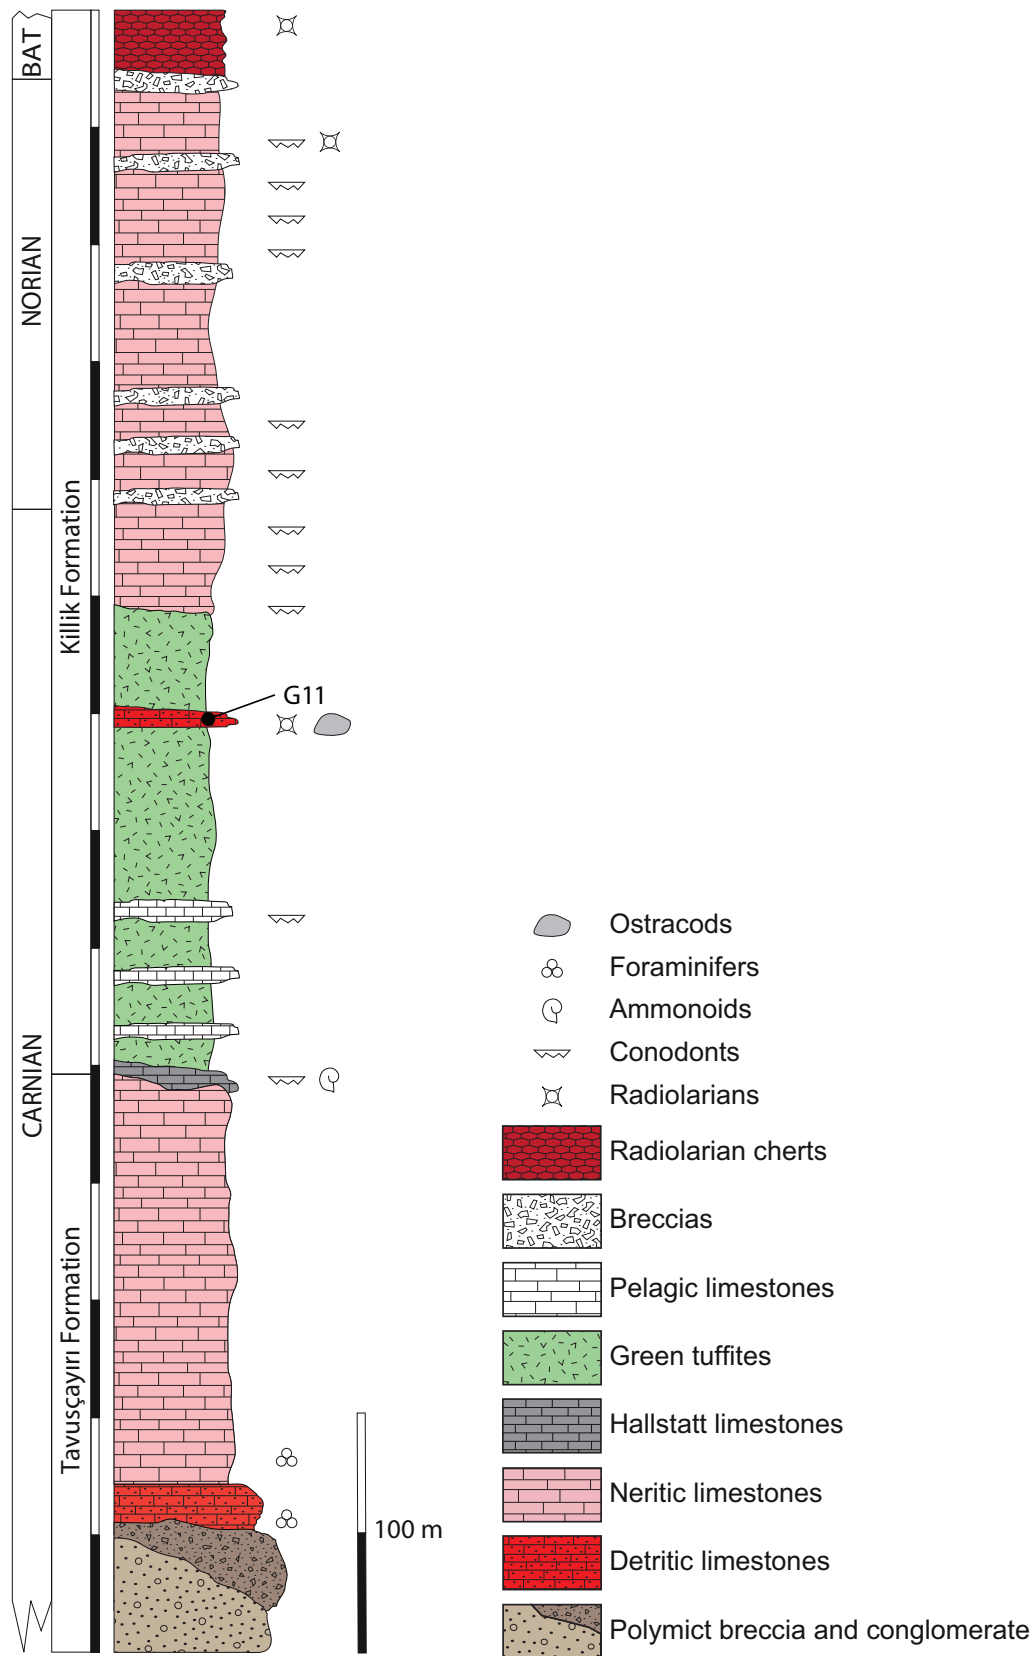 BAT
NORIAN
CARNIAN
Killik Formation
Tavusçayırı Formation
G11
100 m
Ostracods
Foraminifers
Ammonoids
Conodonts
Radiolarians
Radiolarian cherts
Breccias
Pelagic limestones
Green tuffites
Hallstatt limestones
Neritic limestones
Detritic limestones
Polymict breccia and conglomerate